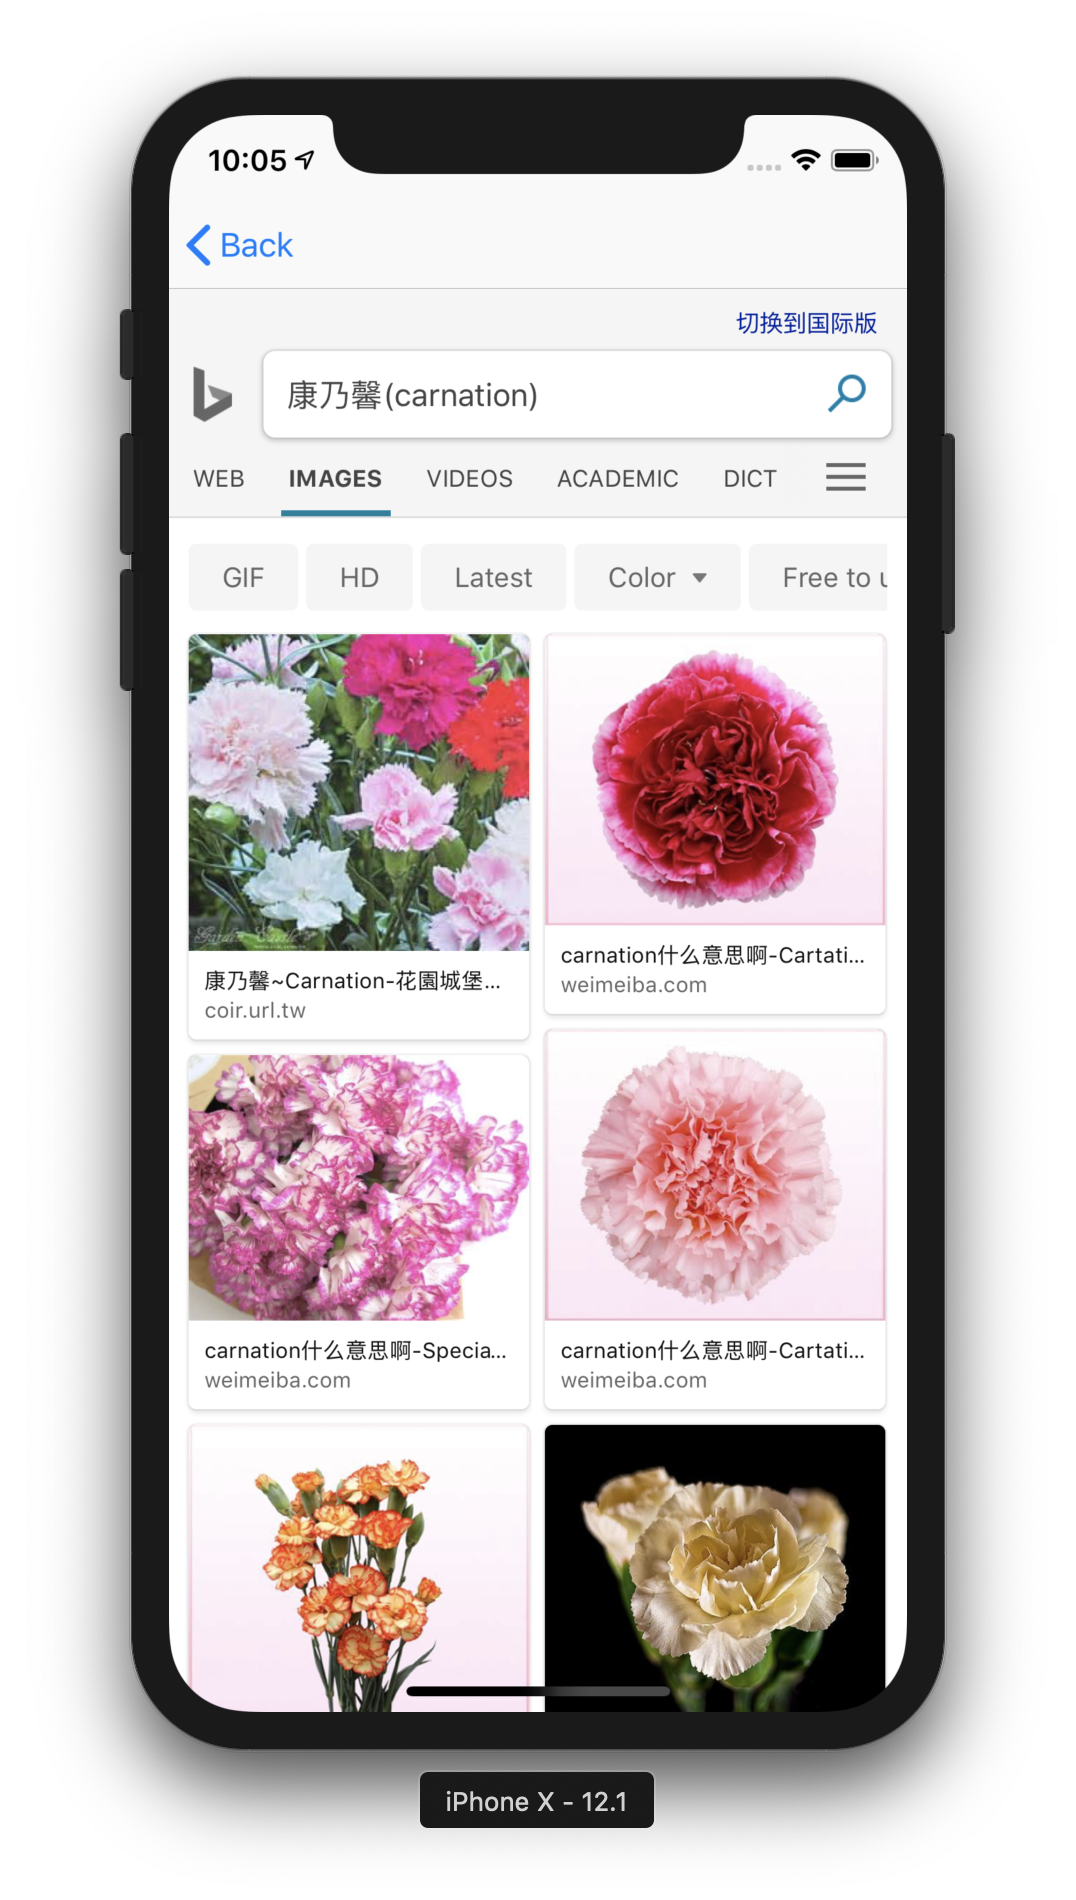 10:05
Back
切换到国际版
康乃馨(carnation)
WEB IMAGES VIDEOS ACADEMIC DICT
GIF HD Latest Color Free to u
Garden Castle
康乃馨~Carnation-花園城堡...
coir.url.tw
carnation什么意思啊-Cartati...
weimeiba.com
carnation什么意思啊-Specia...
weimeiba.com
carnation什么意思啊-Cartati...
weimeiba.com
iPhone X - 12.1